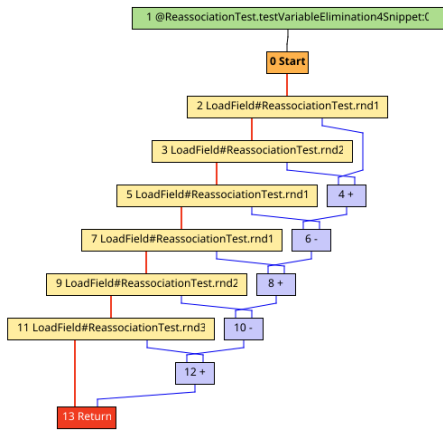 1 @ReassociationTest.testVariableElimination4Snippet:0
0 Start
2 LoadField#ReassociationTest.rnd1
3 LoadField#ReassociationTest.rnd2
5 LoadField#ReassociationTest.rnd1
4 +
7 LoadField#ReassociationTest.rnd1
6 -
9 LoadField#ReassociationTest.rnd2
8 +
11 LoadField#ReassociationTest.rnd3
10 -
12 +
13 Return